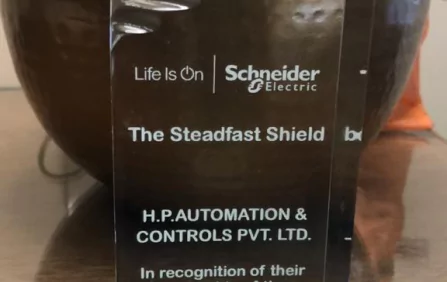 Life Is On | Schneider
Electric
The Steadfast Shield
H.P.AUTOMATION &
CONTROLS PVT. LTD.
In recognition of their